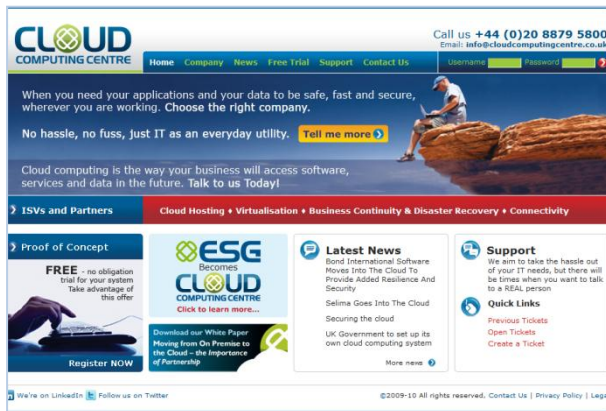 CLOUD
COMPUTING CENTRE
Call us +44 (0)20 8879 5800
Email: info@cloudcomputingcentre.co.uk
Home Company News Free Trial Support Contact Us
Username Password
When you need your applications and your data to be safe, fast and secure,
wherever you are working. Choose the right company.
No hassle, no fuss, just IT as an everyday utility. Tell me more
Cloud computing is the way your business will access software,
services and data in the future. Talk to us Today!
ISVs and Partners
Cloud Hosting ♦ Virtualisation ♦ Business Continuity & Disaster Recovery ♦ Connectivity
Proof of Concept
FREE - no obligation
trial for your system
Take advantage of
this offer
Register NOW
ESG
Becomes
CLOUD
COMPUTING CENTRE
Click to learn more...
Download our White Paper
Moving from On Premise to
the Cloud – the Importance
of Partnership
Latest News
Bond International Software
Moves Into The Cloud To
Provide Added Resilience And
Security
Selima Goes Into The Cloud
Securing the cloud
UK Government to set up its
own cloud computing system
More news
Support
We aim to take the hassle out
of your IT needs, but there will
be times when you want to talk
to a REAL person
Quick Links
Previous Tickets
Open Tickets
Create a Ticket
We're on LinkedIn Follow us on Twitter
©2009-10 All rights reserved. Contact Us | Privacy Policy | Lega